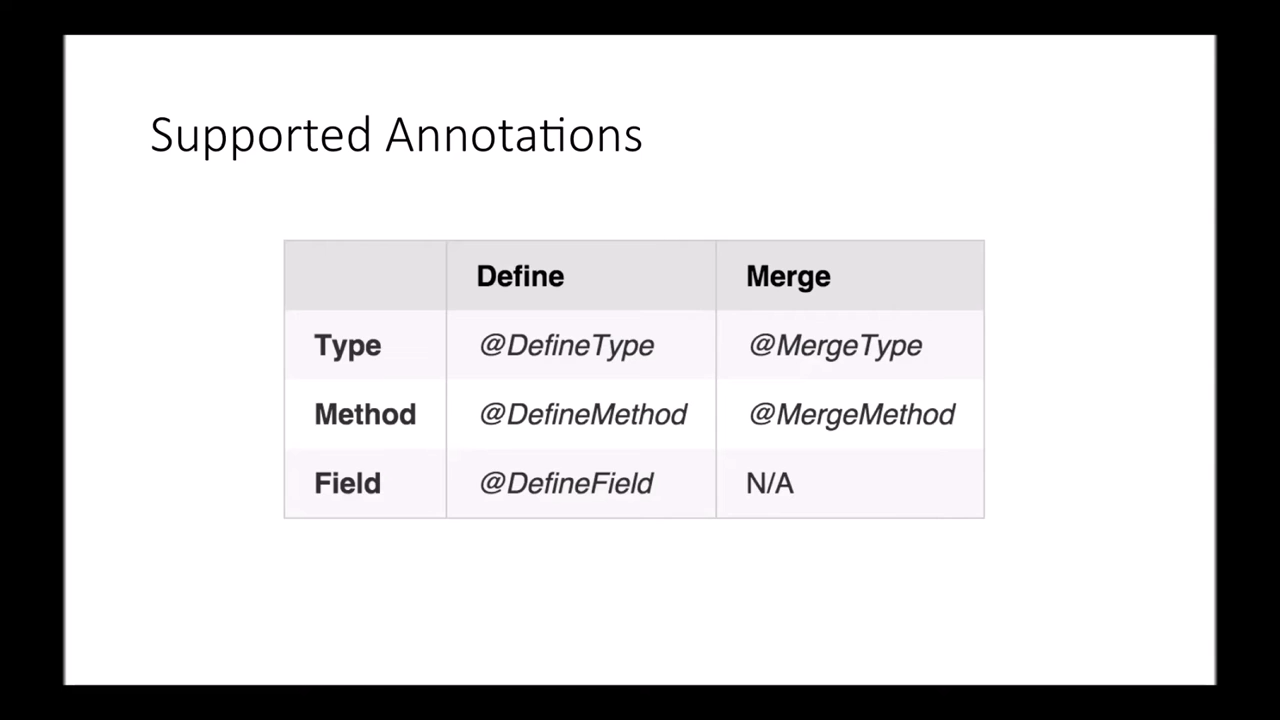 Supported Annotations
Define Merge
Type @DefineType @MergeType
Method @DefineMethod @MergeMethod
Field @DefineField N/A